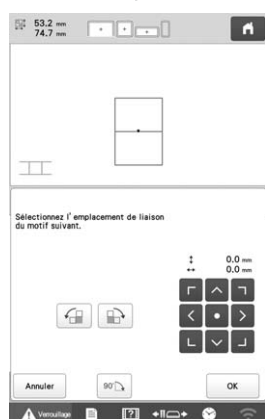 53.2 mm
74.7 mm
Sélectionnez l'emplacement de liaison
du motif suivant.
0.0 mm
0.0 mm
90°
Annuler
OK
Verrouillage